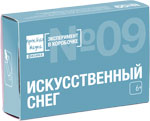 ЭКСПЕРИМЕНТ
В КОРОБОЧКЕ
№09
ИСКУССТВЕННЫЙ
СНЕГ
6+